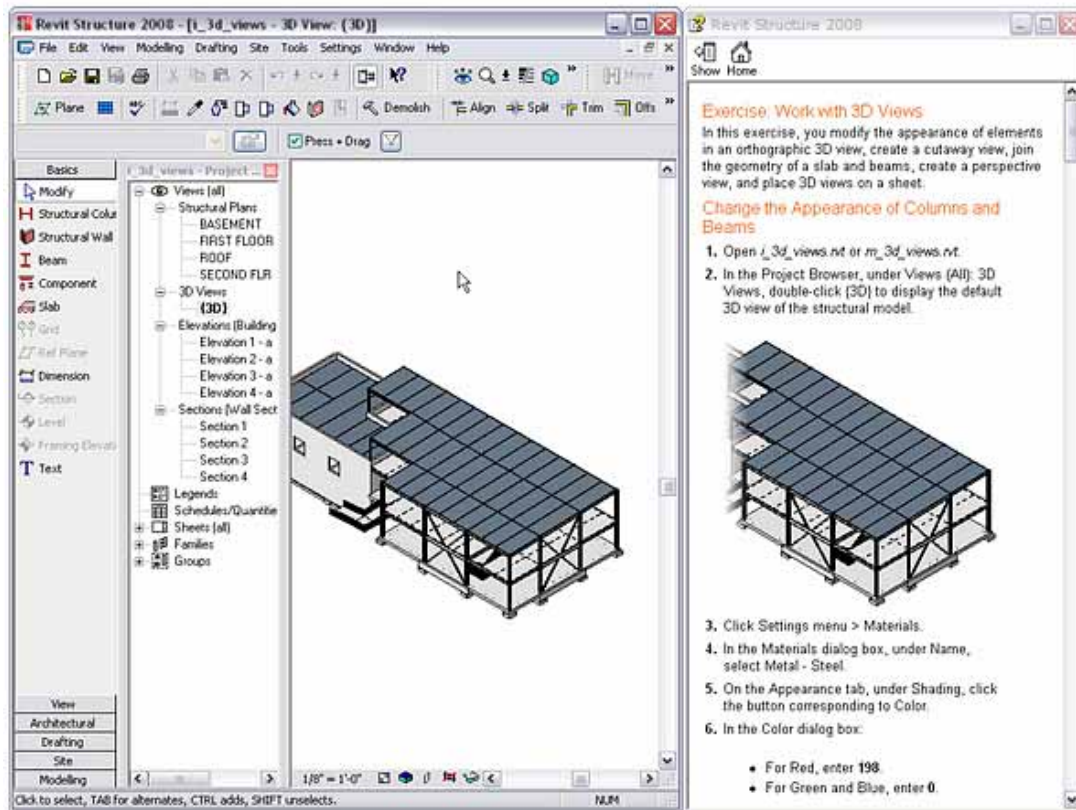 Revit Structure 2008 - [i_3d_views - 3D View: {3D}]
File Edit View Modelling Drafting Site Tools Settings Window Help
Move
Plane Demolish Align Split Trim Offs
Press + Drag
Basics
Modify
Structural Colur
Structural Wall
Beam
Component
Slab
Grid
Ref Plane
Dimension
Section
Level
Framing Elevati
Text
View
Architectural
Drafting
Site
Modelling
i_3d_views - Project ...
Views (all)
Structural Plans
BASEMENT
FIRST FLOOR
ROOF
SECOND FLR
3D Views
{3D}
Elevations (Building
Elevation 1 - a
Elevation 2 - a
Elevation 3 - a
Elevation 4 - a
Sections (Wall Sect
Section 1
Section 2
Section 3
Section 4
Legends
Schedules/Quantitie
Sheets (all)
Families
Groups
1/8" = 1'-0"
Click to select, TAB for alternates, CTRL adds, SHIFT unselects.
NUM
Revit Structure 2008
Show Home
Exercise: Work with 3D Views
In this exercise, you modify the appearance of elements
in an orthographic 3D view, create a cutaway view, join
the geometry of a slab and beams, create a perspective
view, and place 3D views on a sheet.
Change the Appearance of Columns and
Beams
1. Open i_3d_views.rvt or m_3d_views.rvt.
2. In the Project Browser, under Views (All): 3D
Views, double-click {3D} to display the default
3D view of the structural model.
3. Click Settings menu > Materials.
4. In the Materials dialog box, under Name,
select Metal - Steel.
5. On the Appearance tab, under Shading, click
the button corresponding to Color.
6. In the Color dialog box:
• For Red, enter 198.
• For Green and Blue, enter 0.